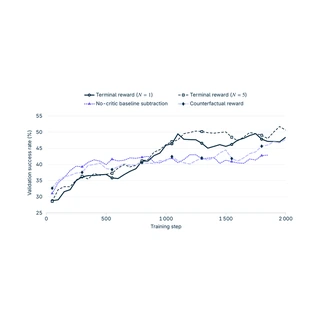 Terminal reward (N = 1)
Terminal reward (N = 5)
No-critic baseline subtraction
Counterfactual reward
Validation success rate (%)
55
50
45
40
35
30
25
0
500
1 000
1 500
2 000
Training step